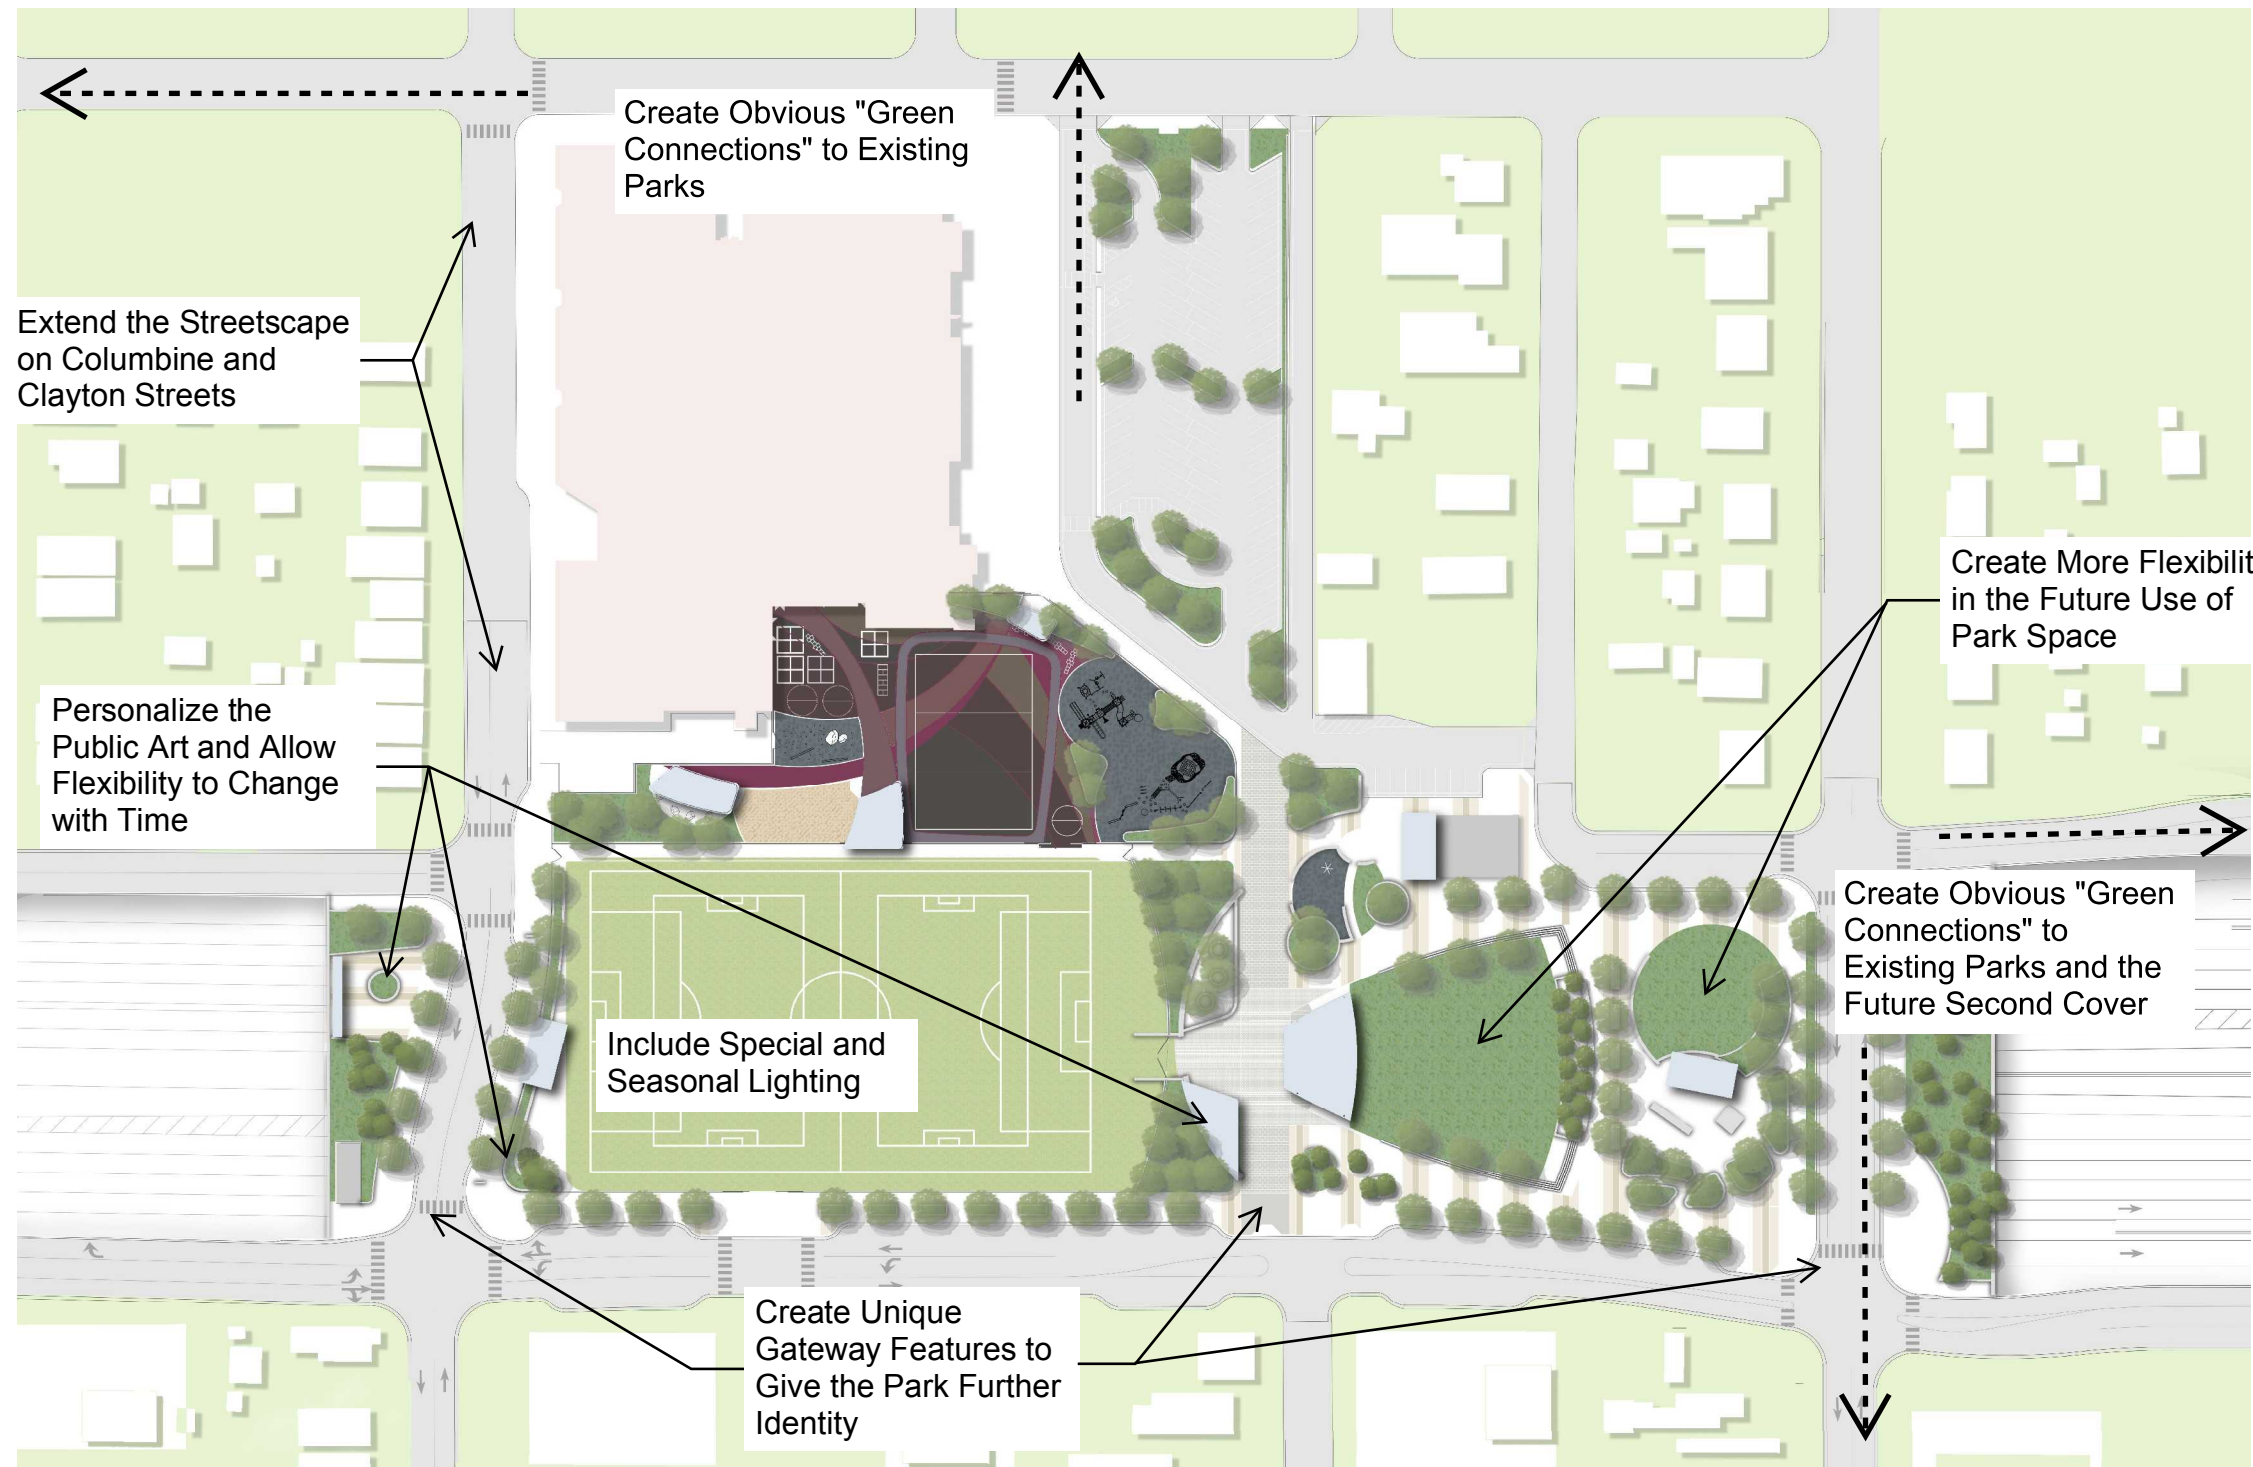 Create Obvious "Green
Connections" to Existing
Parks
Extend the Streetscape
on Columbine and
Clayton Streets
Create More Flexibilit
in the Future Use of
Park Space
Personalize the
Public Art and Allow
Flexibility to Change
with Time
Create Obvious "Green
Connections" to
Existing Parks and the
Future Second Cover
Include Special and
Seasonal Lighting
Create Unique
Gateway Features to
Give the Park Further
Identity